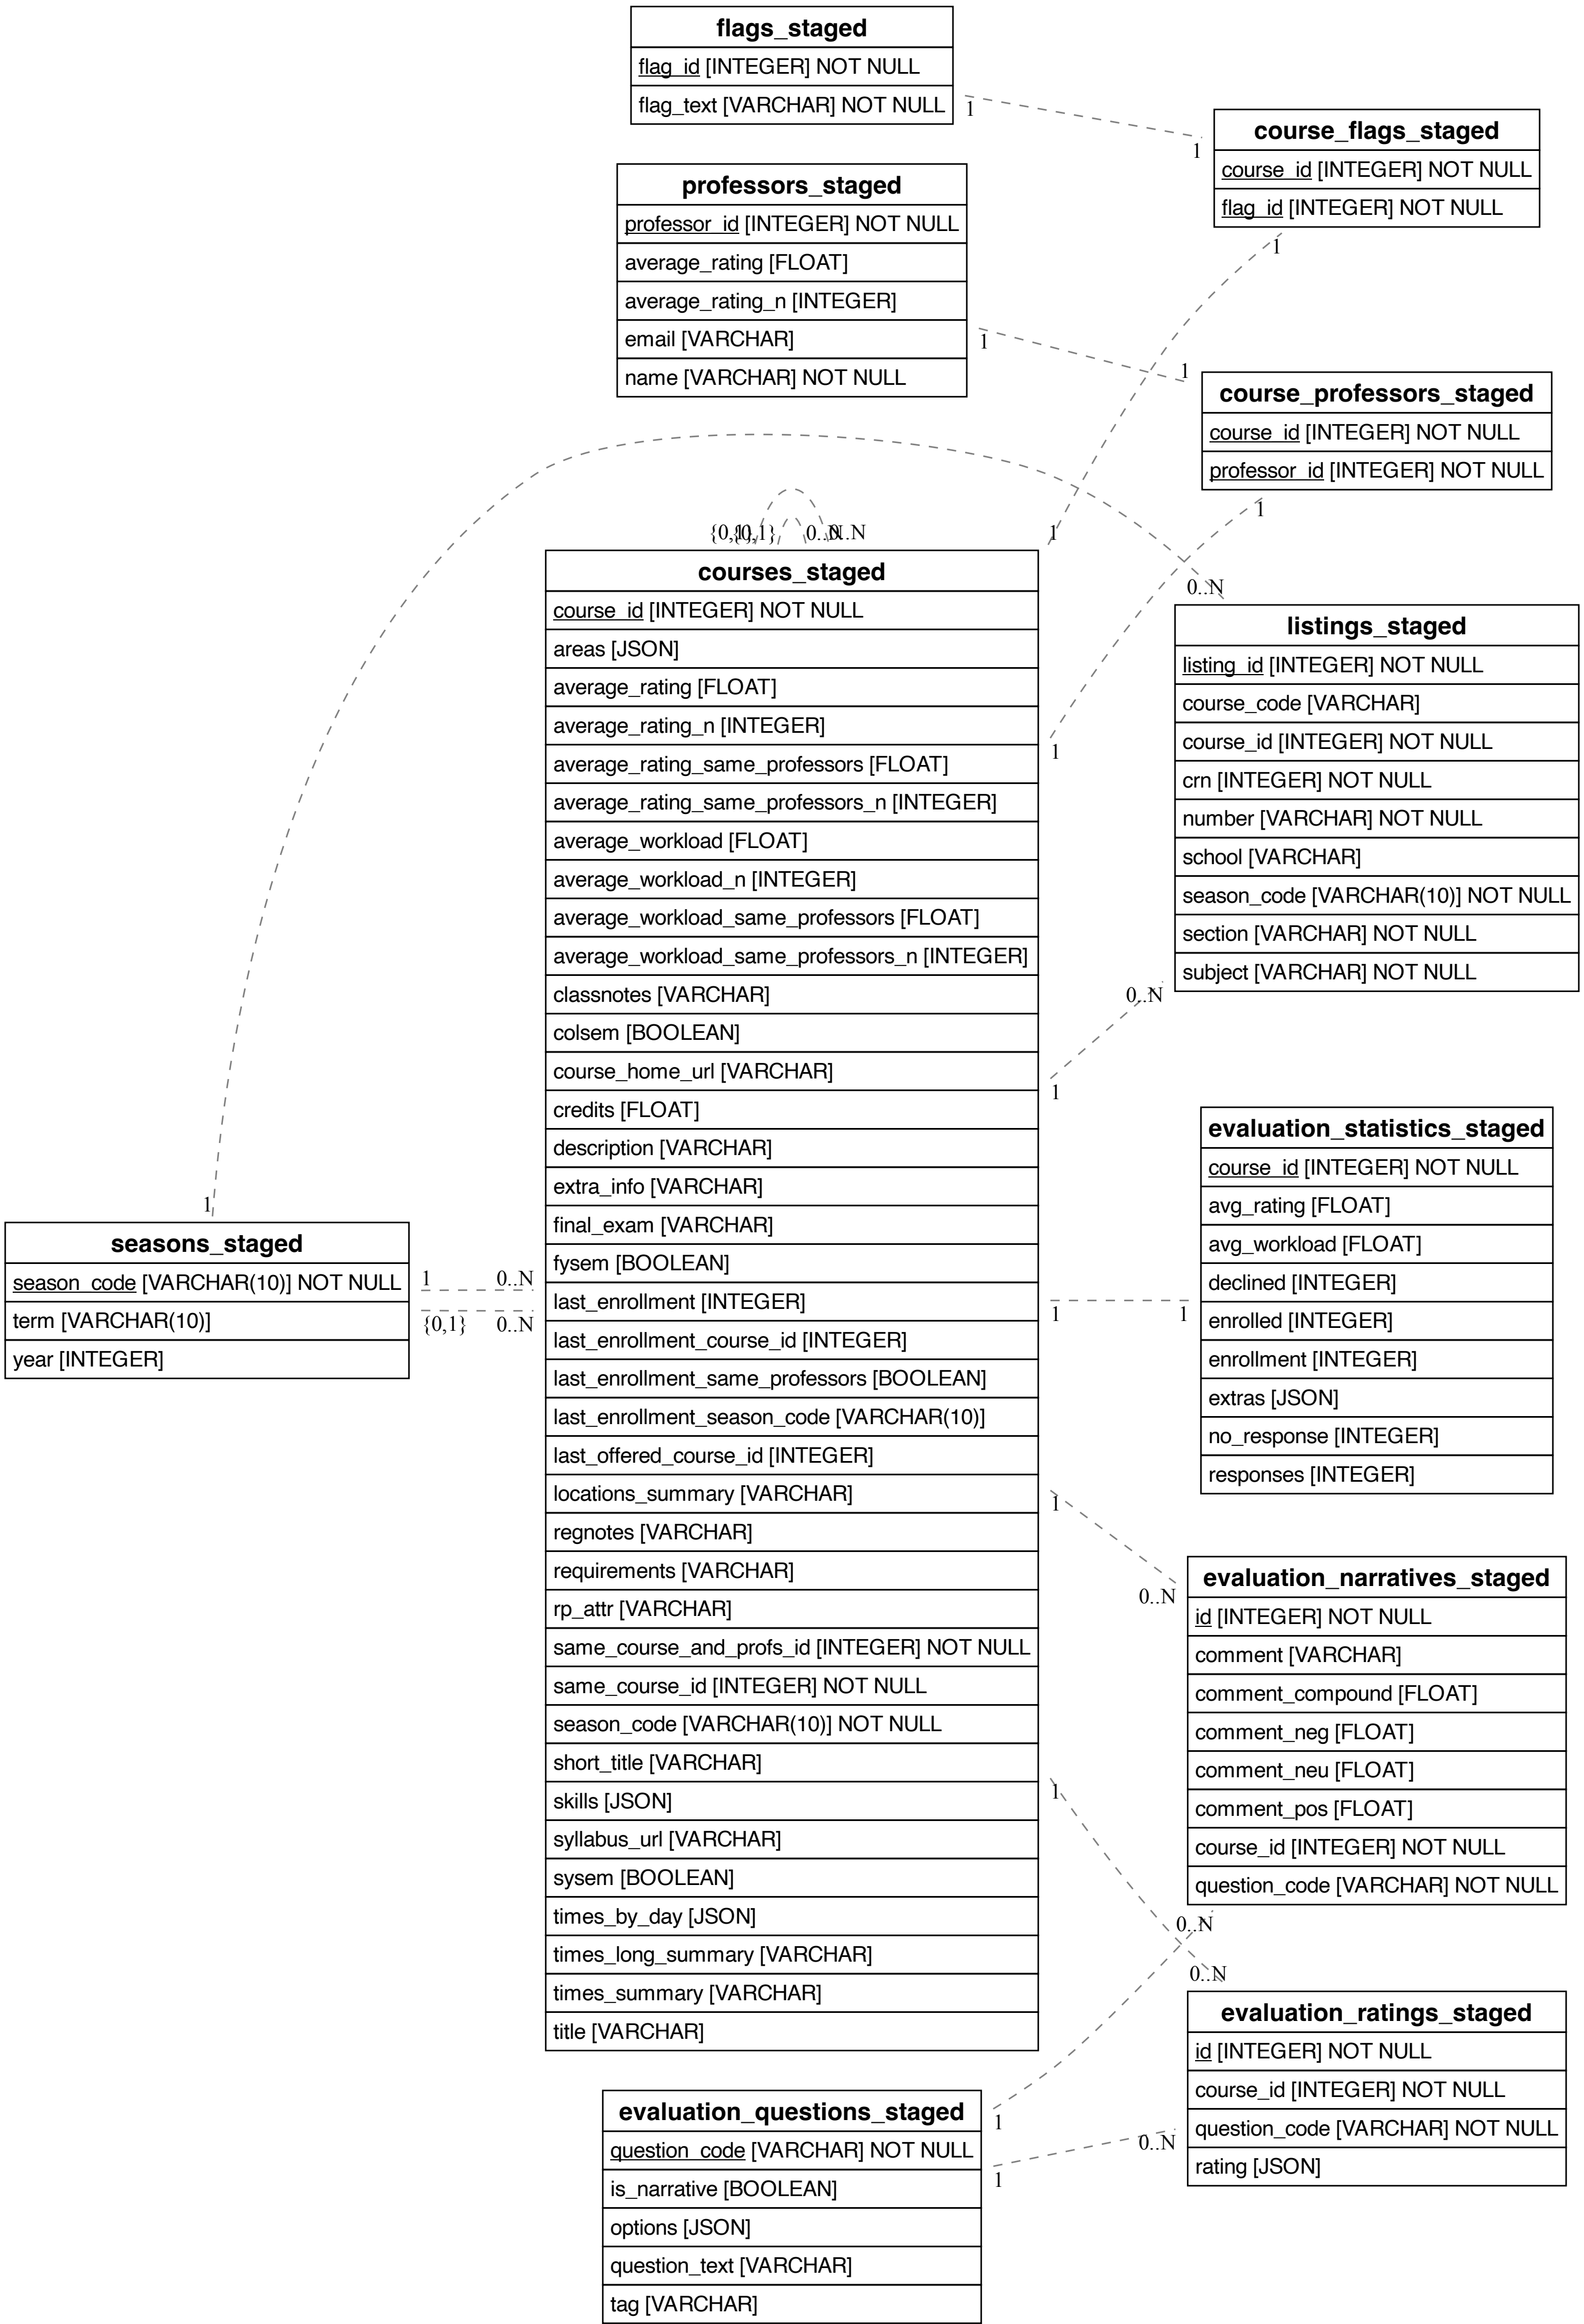 flags_staged
flag_id [INTEGER] NOT NULL
flag_text [VARCHAR] NOT NULL
1
1
course_flags_staged
course_id [INTEGER] NOT NULL
flag_id [INTEGER] NOT NULL
1
professors_staged
professor_id [INTEGER] NOT NULL
average_rating [FLOAT]
average_rating_n [INTEGER]
email [VARCHAR]
name [VARCHAR] NOT NULL
1
1
course_professors_staged
course_id [INTEGER] NOT NULL
professor_id [INTEGER] NOT NULL
1
{0,1}
{0,1}
0..N
0..N
1
courses_staged
course_id [INTEGER] NOT NULL
areas [JSON]
average_rating [FLOAT]
average_rating_n [INTEGER]
average_rating_same_professors [FLOAT]
average_rating_same_professors_n [INTEGER]
average_workload [FLOAT]
average_workload_n [INTEGER]
average_workload_same_professors [FLOAT]
average_workload_same_professors_n [INTEGER]
classnotes [VARCHAR]
colsem [BOOLEAN]
course_home_url [VARCHAR]
credits [FLOAT]
description [VARCHAR]
extra_info [VARCHAR]
final_exam [VARCHAR]
fysem [BOOLEAN]
last_enrollment [INTEGER]
last_enrollment_course_id [INTEGER]
last_enrollment_same_professors [BOOLEAN]
last_enrollment_season_code [VARCHAR(10)]
last_offered_course_id [INTEGER]
locations_summary [VARCHAR]
regnotes [VARCHAR]
requirements [VARCHAR]
rp_attr [VARCHAR]
same_course_and_profs_id [INTEGER] NOT NULL
same_course_id [INTEGER] NOT NULL
season_code [VARCHAR(10)] NOT NULL
short_title [VARCHAR]
skills [JSON]
syllabus_url [VARCHAR]
sysem [BOOLEAN]
times_by_day [JSON]
times_long_summary [VARCHAR]
times_summary [VARCHAR]
title [VARCHAR]
0..N
listings_staged
listing_id [INTEGER] NOT NULL
course_code [VARCHAR]
course_id [INTEGER] NOT NULL
crn [INTEGER] NOT NULL
number [VARCHAR] NOT NULL
school [VARCHAR]
season_code [VARCHAR(10)] NOT NULL
section [VARCHAR] NOT NULL
subject [VARCHAR] NOT NULL
1
0..N
1
1
seasons_staged
season_code [VARCHAR(10)] NOT NULL
term [VARCHAR(10)]
year [INTEGER]
1
0..N
{0,1}
0..N
evaluation_statistics_staged
course_id [INTEGER] NOT NULL
avg_rating [FLOAT]
avg_workload [FLOAT]
declined [INTEGER]
enrolled [INTEGER]
enrollment [INTEGER]
extras [JSON]
no_response [INTEGER]
responses [INTEGER]
1
1
1
0..N
evaluation_narratives_staged
id [INTEGER] NOT NULL
comment [VARCHAR]
comment_compound [FLOAT]
comment_neg [FLOAT]
comment_neu [FLOAT]
comment_pos [FLOAT]
course_id [INTEGER] NOT NULL
question_code [VARCHAR] NOT NULL
1
0..N
0..N
evaluation_ratings_staged
id [INTEGER] NOT NULL
course_id [INTEGER] NOT NULL
question_code [VARCHAR] NOT NULL
rating [JSON]
evaluation_questions_staged
question_code [VARCHAR] NOT NULL
is_narrative [BOOLEAN]
options [JSON]
question_text [VARCHAR]
tag [VARCHAR]
1
1
0..N